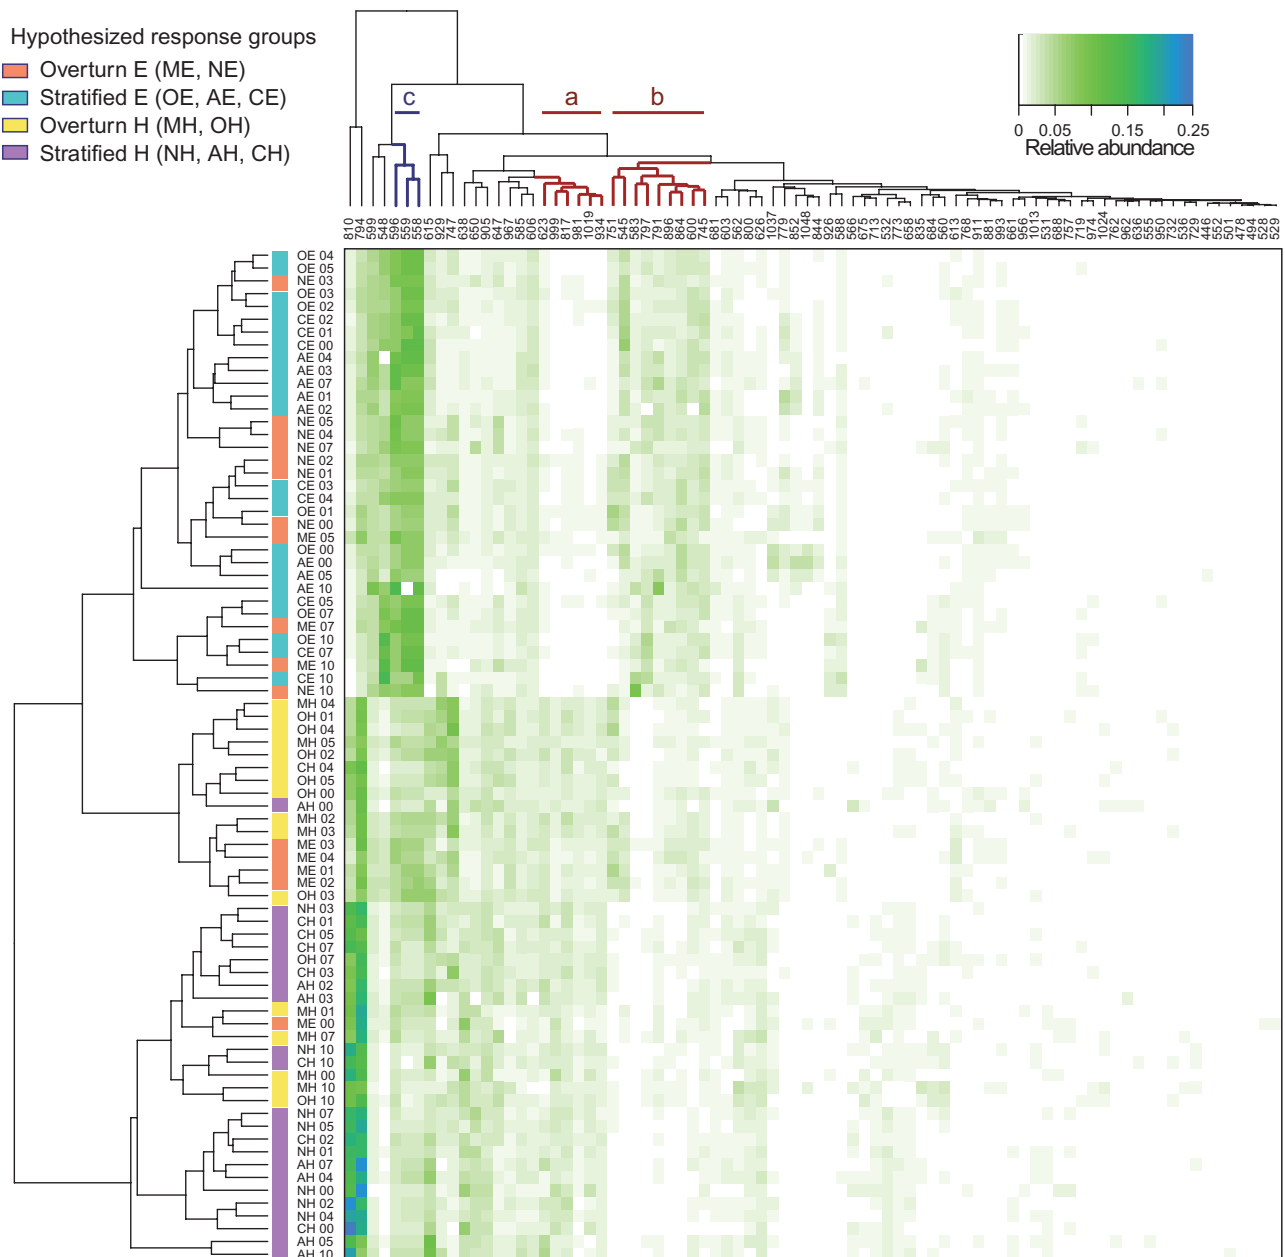 Hypothesized response groups
Overturn E (ME, NE)
Stratified E (OE, AE, CE)
Overturn H (MH, OH)
Stratified H (NH, AH, CH)
c
a
b
0 0.05 0.15 0.25
Relative abundance
810 794 599 548 596 559 558 615 929 747 638 650 905 647 967 585 606 623 999 817 981 1019 934 751 545 583 797 791 896 864 600 745 681 603 562 800 626 1037 775 852 1048 844 926 588 566 675 713 532 772 658 835 684 560 613 768 911 881 993 661 956 1013 531 688 757 719 974 1024 762 962 636 555 950 732 536 729 446 552 501 478 494 528 529
OE 04
OE 05
NE 03
OE 03
OE 02
CE 02
CE 01
CE 00
AE 04
AE 03
AE 07
AE 01
AE 02
NE 05
NE 04
NE 07
NE 02
NE 01
CE 03
CE 04
OE 01
NE 00
ME 05
OE 00
AE 00
AE 05
AE 10
CE 05
OE 07
ME 07
OE 10
CE 07
ME 10
CE 10
NE 10
MH 04
OH 01
OH 04
MH 05
OH 02
CH 04
OH 05
OH 00
AH 00
MH 02
MH 03
ME 03
ME 04
ME 01
ME 02
OH 03
NH 03
CH 01
CH 05
CH 07
OH 07
CH 03
AH 02
AH 03
MH 01
ME 00
MH 07
NH 10
CH 10
MH 00
MH 10
OH 10
NH 07
NH 05
CH 02
NH 01
AH 07
AH 04
NH 00
NH 02
NH 04
CH 00
AH 05
AH 10